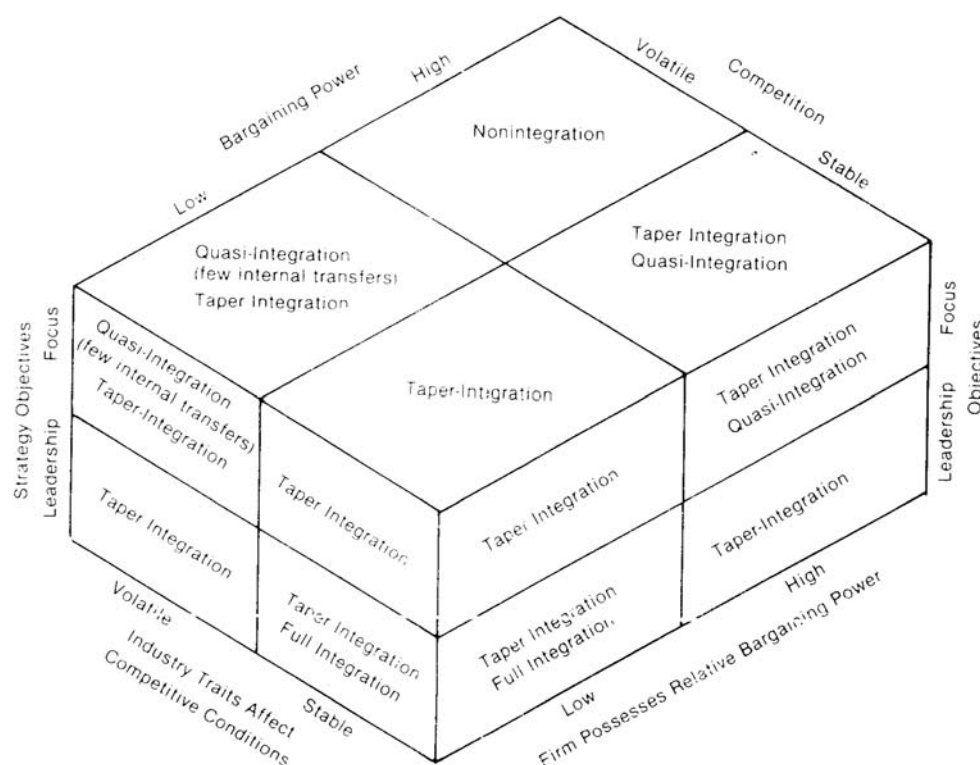 Bargaining Power
Low
High
Volatile
Competition
Stable
Nonintegration
Quasi-Integration
(few internal transfers)
Taper Integration
Taper Integration
Quasi-Integration
Taper-Integration
Strategy Objectives
Focus
Leadership
Quasi-Integration
(few internal transfers)
Taper-Integration
Taper Integration
Taper Integration
Taper Integration
Full Integration
Taper Integration
Taper Integration
Full Integration
Taper Integration
Quasi-Integration
Taper-Integration
Focus
Leadership
Objectives
Volatile
Stable
Industry Traits Affect
Competitive Conditions
Low
High
Firm Possesses Relative Bargaining Power